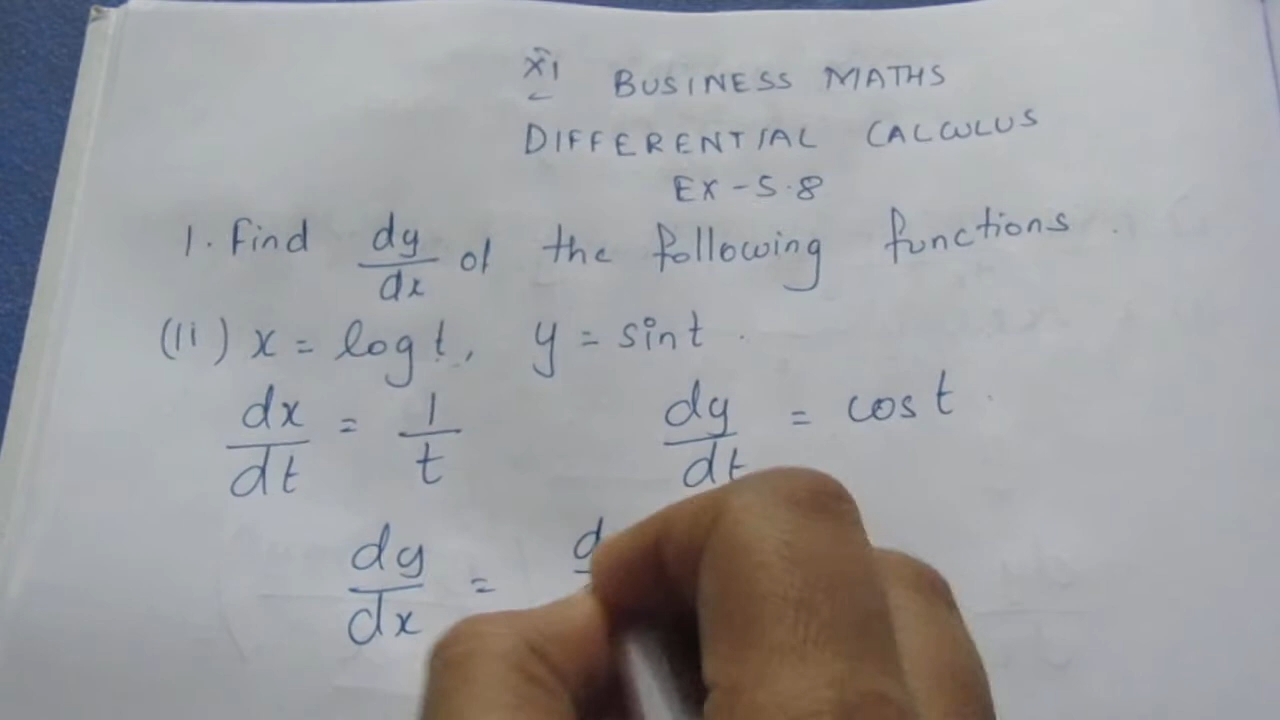 XI BUSINESS MATHS
DIFFERENTIAL CALCULUS
EX - 5.8
1. Find dy/dx of the following functions.
(ii) x = log t, y = sint.
dx/dt = 1/t dy/dt = cos t.
dy/dx = d